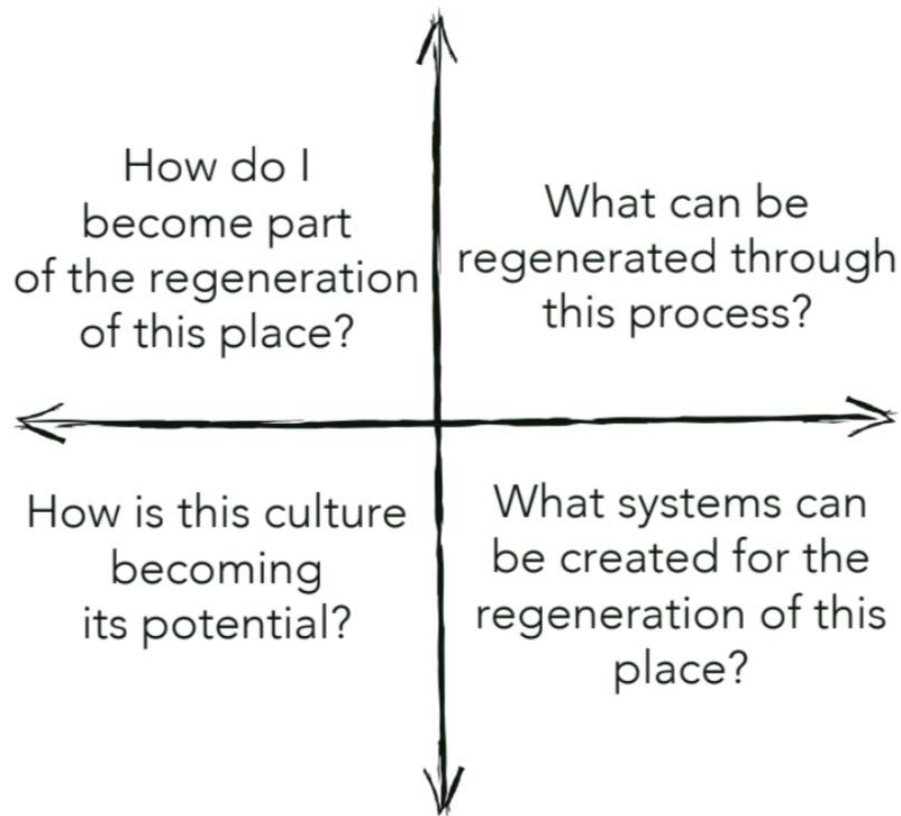 How do I
become part
of the regeneration
of this place?
What can be
regenerated through
this process?
How is this culture
becoming
its potential?
What systems can
be created for the
regeneration of this
place?